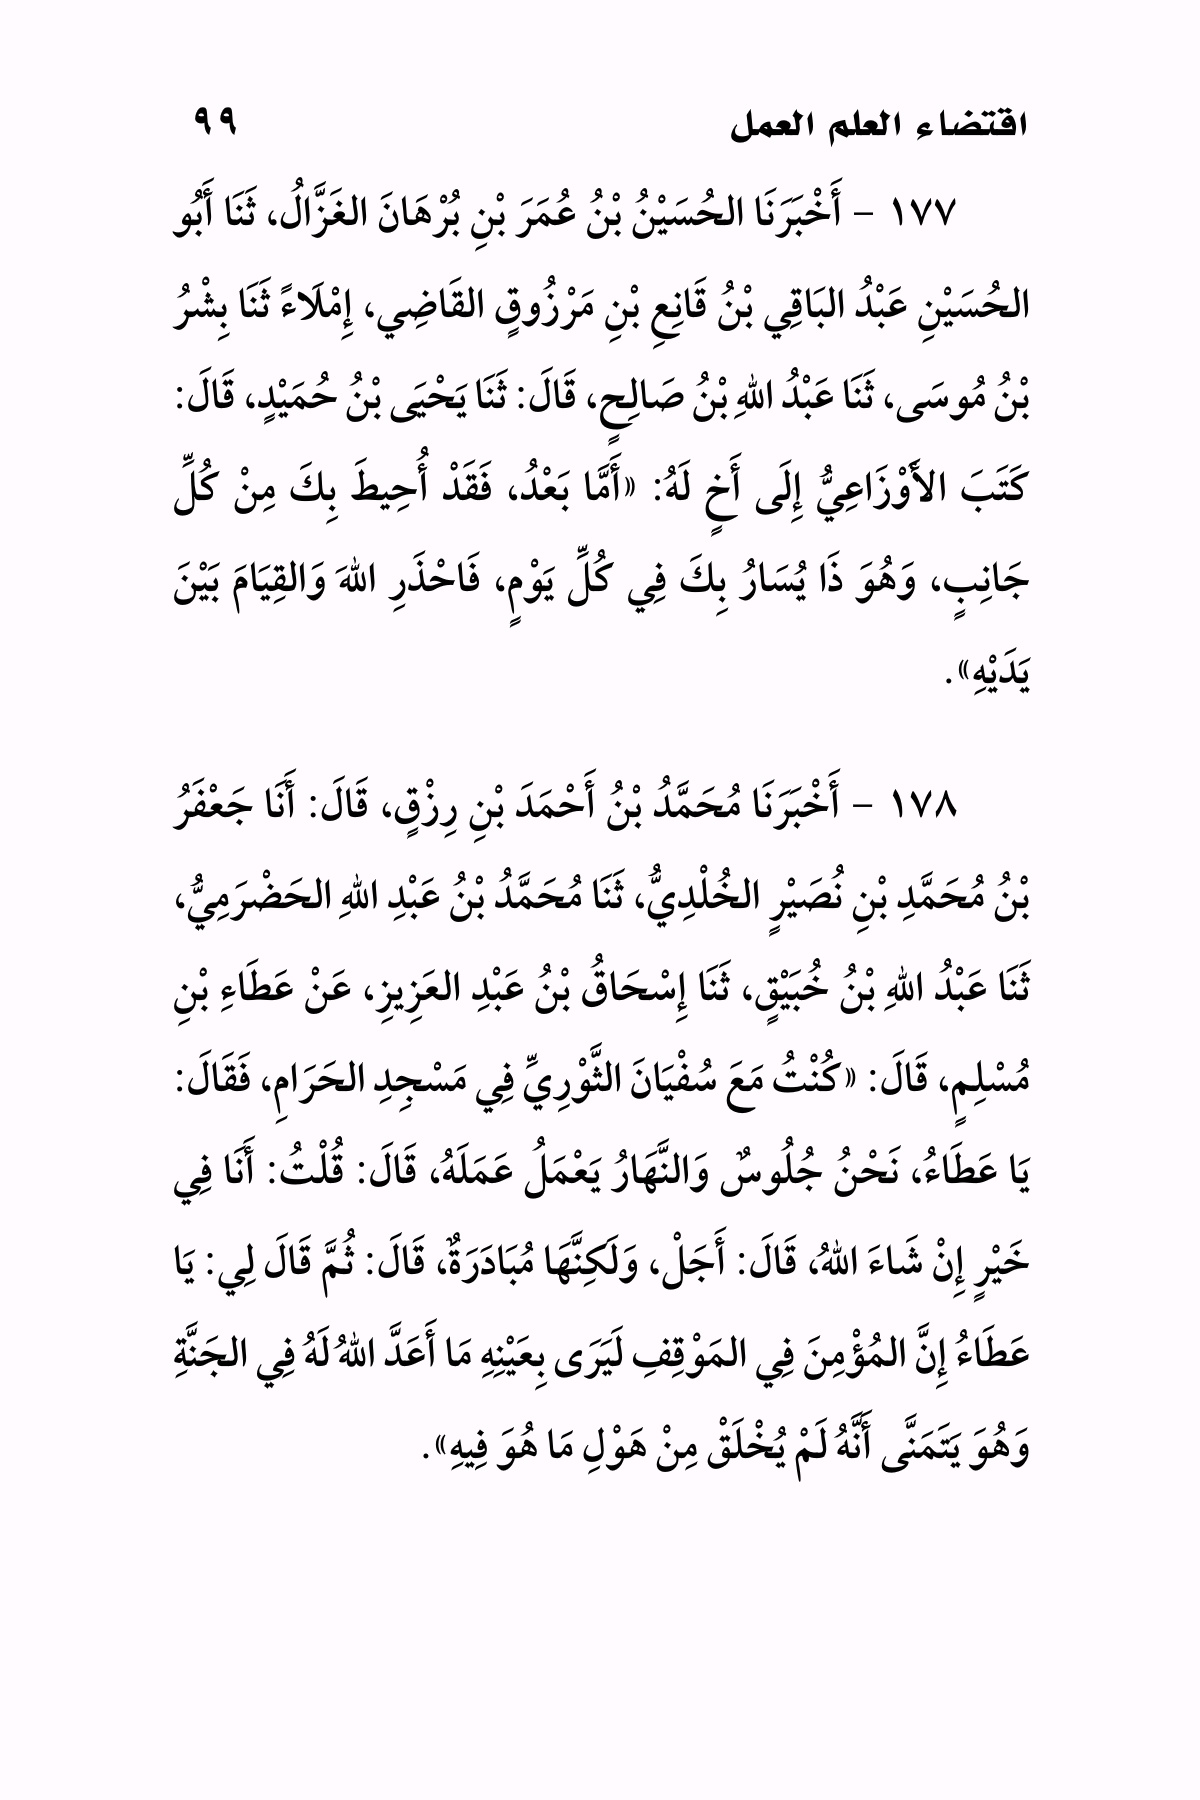 اقتضاء العلم العمل ٩٩
١٧٧ – أَخْبَرَنَا الحُسَيْنُ بْنُ عُمَرَ بْنِ بُرْهَانَ الغَزَّالُ، ثَنَا أَبُو
الحُسَيْنِ عَبْدُ البَاقِي بْنُ قَانِعِ بْنِ مَرْزُوقٍ القَاضِي، إِمْلَاءً ثَنَا بِشْرُ
بْنُ مُوسَى، ثَنَا عَبْدُ اللهِ بْنُ صَالِحٍ، قَالَ: ثَنَا يَحْيَى بْنُ حُمَيْدٍ، قَالَ:
كَتَبَ الأَوْزَاعِيُّ إِلَى أَخٍ لَهُ: «أَمَّا بَعْدُ، فَقَدْ أُحِيطَ بِكَ مِنْ كُلِّ
جَانِبٍ، وَهُوَ ذَا يُسَارُ بِكَ فِي كُلِّ يَوْمٍ، فَاحْذَرِ اللهَ وَالقِيَامَ بَيْنَ
يَدَيْهِ».
١٧٨ – أَخْبَرَنَا مُحَمَّدُ بْنُ أَحْمَدَ بْنِ رِزْقٍ، قَالَ: أَنَا جَعْفَرُ
بْنُ مُحَمَّدِ بْنِ نُصَيْرٍ الخُلْدِيُّ، ثَنَا مُحَمَّدُ بْنُ عَبْدِ اللهِ الحَضْرَمِيُّ،
ثَنَا عَبْدُ اللهِ بْنُ خُبَيْقٍ، ثَنَا إِسْحَاقُ بْنُ عَبْدِ العَزِيزِ، عَنْ عَطَاءِ بْنِ
مُسْلِمٍ، قَالَ: «كُنْتُ مَعَ سُفْيَانَ الثَّوْرِيِّ فِي مَسْجِدِ الحَرَامِ، فَقَالَ:
يَا عَطَاءُ، نَحْنُ جُلُوسٌ وَالنَّهَارُ يَعْمَلُ عَمَلَهُ، قَالَ: قُلْتُ: أَنَا فِي
خَيْرٍ إِنْ شَاءَ اللهُ، قَالَ: أَجَلْ، وَلَكِنَّهَا مُبَادَرَةٌ، قَالَ: ثُمَّ قَالَ لِي: يَا
عَطَاءُ إِنَّ المُؤْمِنَ فِي المَوْقِفِ لَيَرَى بِعَيْنِهِ مَا أَعَدَّ اللهُ لَهُ فِي الجَنَّةِ
وَهُوَ يَتَمَنَّى أَنَّهُ لَمْ يُخْلَقْ مِنْ هَوْلِ مَا هُوَ فِيهِ».